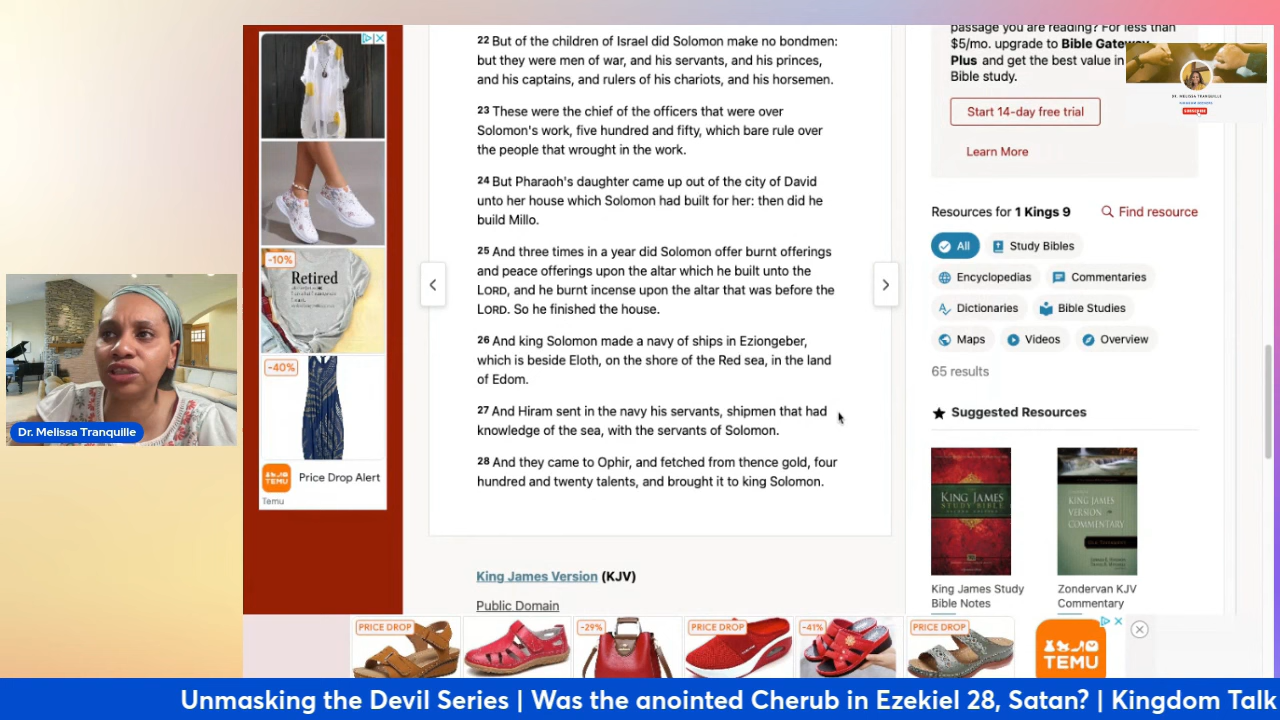 22 But of the children of Israel did Solomon make no bondmen:
but they were men of war, and his servants, and his princes,
and his captains, and rulers of his chariots, and his horsemen.
23 These were the chief of the officers that were over
Solomon's work, five hundred and fifty, which bare rule over
the people that wrought in the work.
24 But Pharaoh's daughter came up out of the city of David
unto her house which Solomon had built for her: then did he
build Millo.
25 And three times in a year did Solomon offer burnt offerings
and peace offerings upon the altar which he built unto the
LORD, and he burnt incense upon the altar that was before the
LORD. So he finished the house.
26 And king Solomon made a navy of ships in Eziongeber,
which is beside Eloth, on the shore of the Red sea, in the land
of Edom.
27 And Hiram sent in the navy his servants, shipmen that had
knowledge of the sea, with the servants of Solomon.
28 And they came to Ophir, and fetched from thence gold, four
hundred and twenty talents, and brought it to king Solomon.
King James Version (KJV)
Public Domain
passage you are reading? For less than
$5/mo. upgrade to Bible Gateway
Plus and get the best value in
Bible study.
Start 14-day free trial
Learn More
Resources for 1 Kings 9
Find resource
All
Study Bibles
Encyclopedias
Commentaries
Dictionaries
Bible Studies
Maps
Videos
Overview
65 results
Suggested Resources
KING JAMES
STUDY BIBLE
KING JAMES
VERSION
COMMENTARY
King James Study
Bible Notes
Zondervan KJV
Commentary
DR. MELISSA TRANQUILLE
SUBSCRIBE
-10%
Retired
-40%
TEMU
Price Drop Alert
Temu
Dr. Melissa Tranquille
PRICE DROP
-29%
PRICE DROP
-41%
PRICE DROP
TEMU
Unmasking the Devil Series | Was the anointed Cherub in Ezekiel 28, Satan? | Kingdom Talk